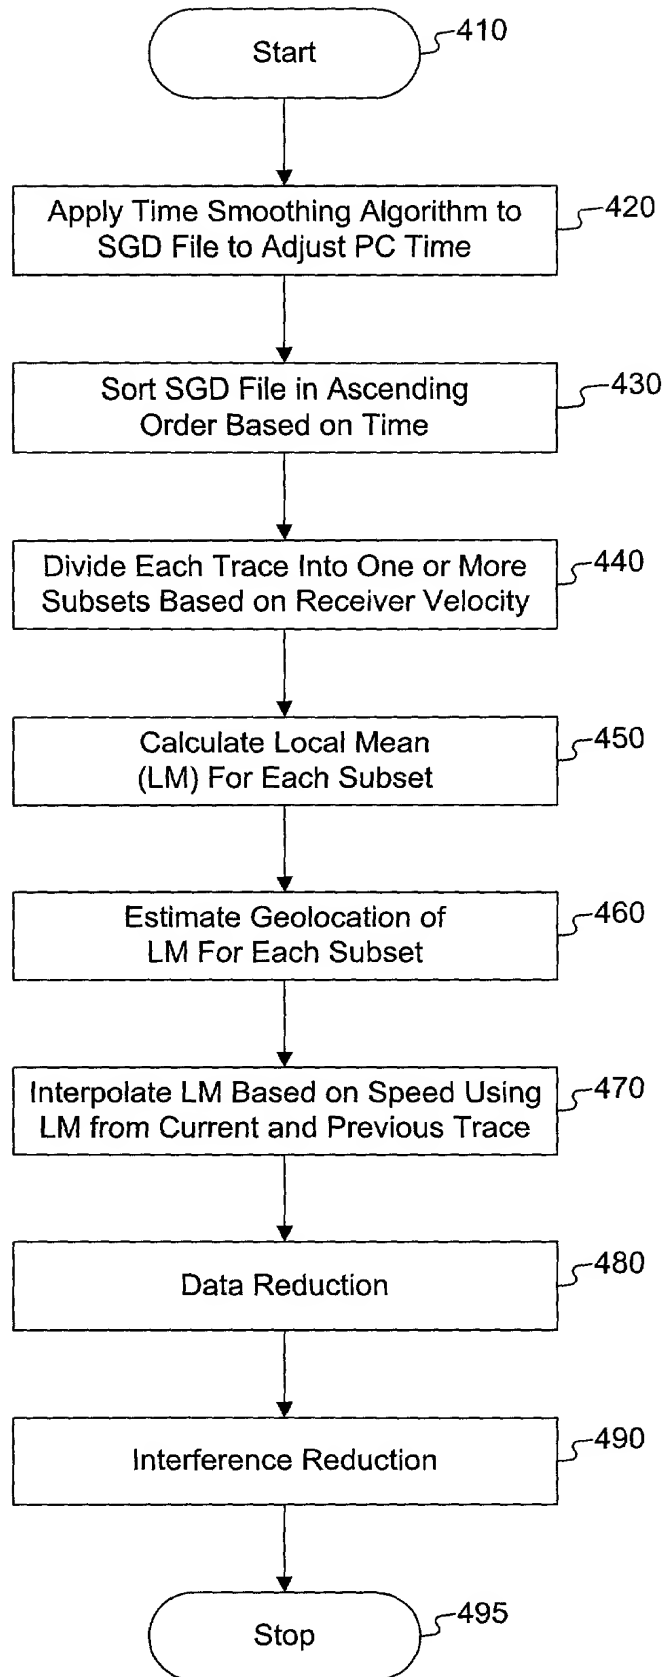 Start
410
Apply Time Smoothing Algorithm to
SGD File to Adjust PC Time
420
Sort SGD File in Ascending
Order Based on Time
430
Divide Each Trace Into One or More
Subsets Based on Receiver Velocity
440
Calculate Local Mean
(LM) For Each Subset
450
Estimate Geolocation of
LM For Each Subset
460
Interpolate LM Based on Speed Using
LM from Current and Previous Trace
470
Data Reduction
480
Interference Reduction
490
Stop
495